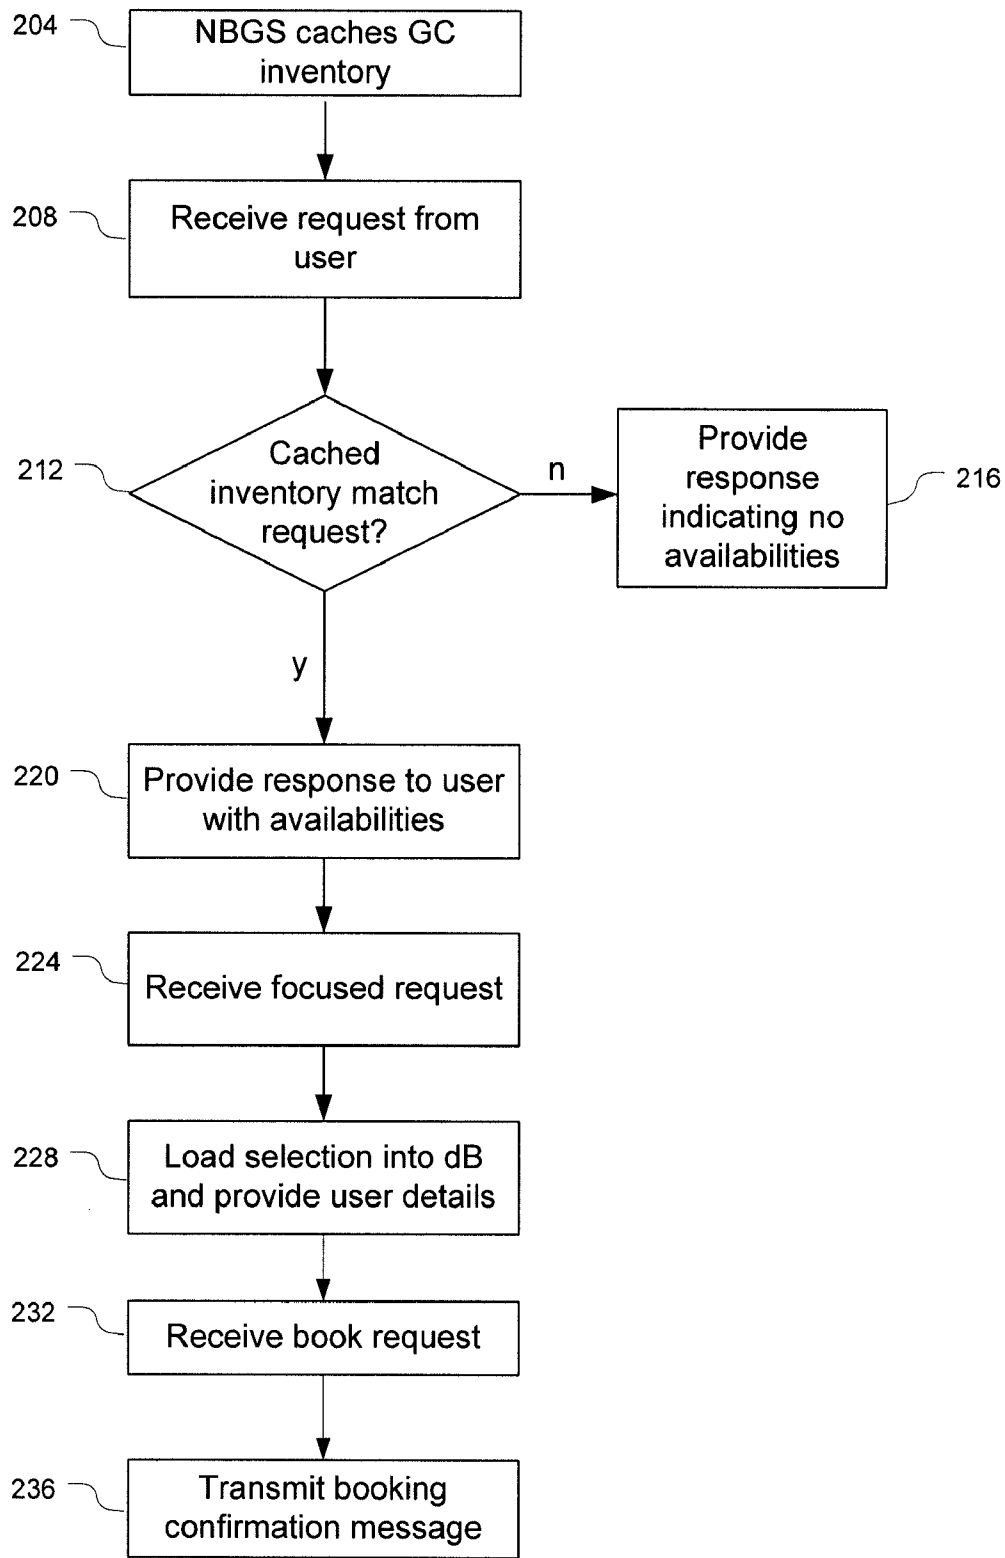 204
NBGS caches GC
inventory
208
Receive request from
user
212
Cached
inventory match
request?
n
Provide
response
indicating no
availabilities
216
y
220
Provide response to user
with availabilities
224
Receive focused request
228
Load selection into dB
and provide user details
232
Receive book request
236
Transmit booking
confirmation message